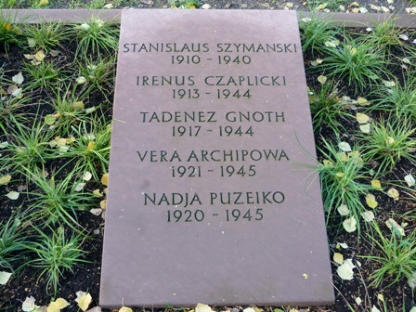 STANISLAUS SZYMANSKI
1910 - 1940
IRENUS CZAPLICKI
1913 - 1944
TADENEZ GNOTH
1917 - 1944
VERA ARCHIPOWA
1921 - 1945
NADJA PUZEIKO
1920 - 1945